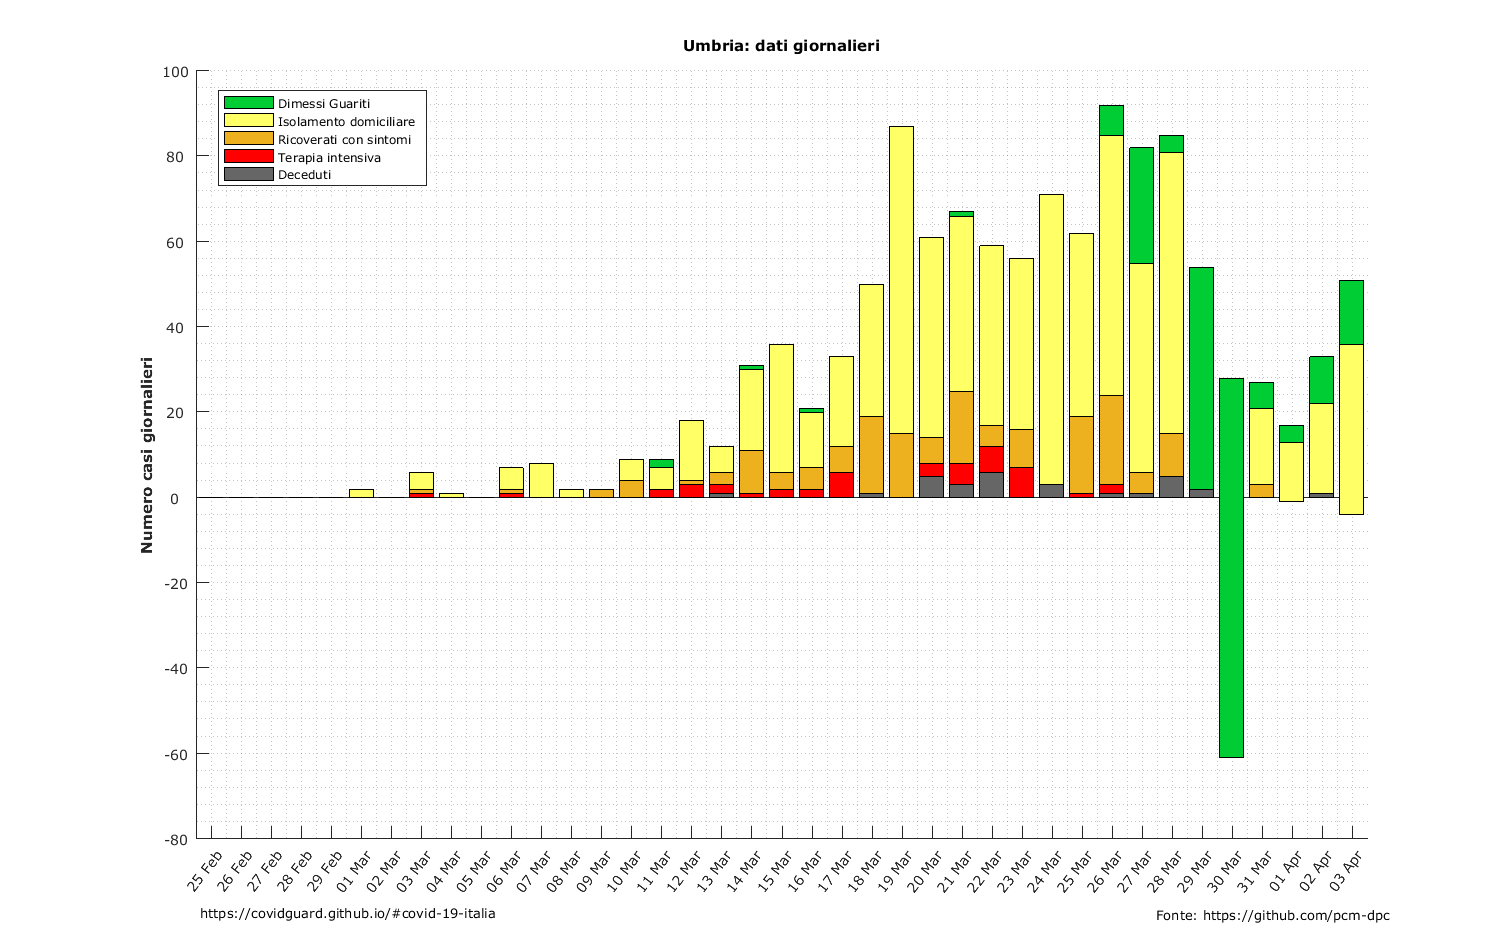 Umbria: dati giornalieri
100
80
60
40
20
0
-20
-40
-60
-80
Numero casi giornalieri
Dimessi Guariti
Isolamento domiciliare
Ricoverati con sintomi
Terapia intensiva
Deceduti
25 Feb
26 Feb
27 Feb
28 Feb
29 Feb
01 Mar
02 Mar
03 Mar
04 Mar
05 Mar
06 Mar
07 Mar
08 Mar
09 Mar
10 Mar
11 Mar
12 Mar
13 Mar
14 Mar
15 Mar
16 Mar
17 Mar
18 Mar
19 Mar
20 Mar
21 Mar
22 Mar
23 Mar
24 Mar
25 Mar
26 Mar
27 Mar
28 Mar
29 Mar
30 Mar
31 Mar
01 Apr
02 Apr
03 Apr
https://covidguard.github.io/#covid-19-italia
Fonte: https://github.com/pcm-dpc